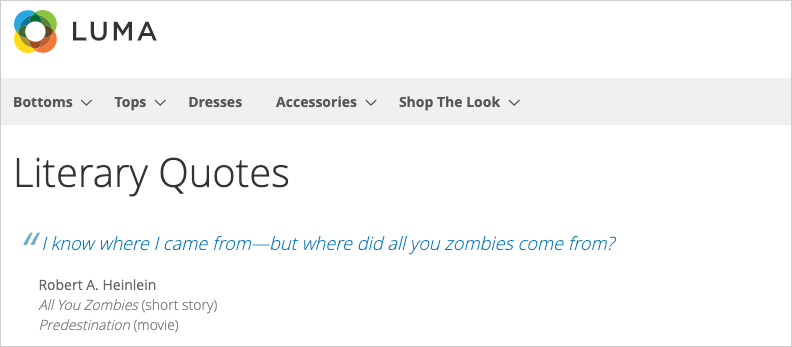 LUMA
Bottoms Tops Dresses Accessories Shop The Look
Literary Quotes
“ I know where I came from—but where did all you zombies come from?
Robert A. Heinlein
All You Zombies (short story)
Predestination (movie)